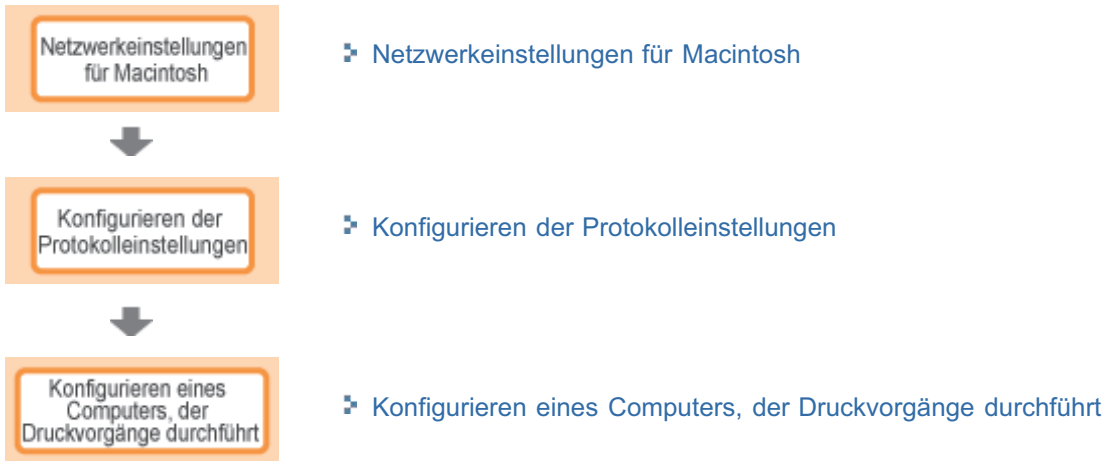 Netzwerkeinstellungen
für Macintosh
Netzwerkeinstellungen für Macintosh
Konfigurieren der
Protokolleinstellungen
Konfigurieren der Protokolleinstellungen
Konfigurieren eines
Computers, der
Druckvorgänge durchführt
Konfigurieren eines Computers, der Druckvorgänge durchführt